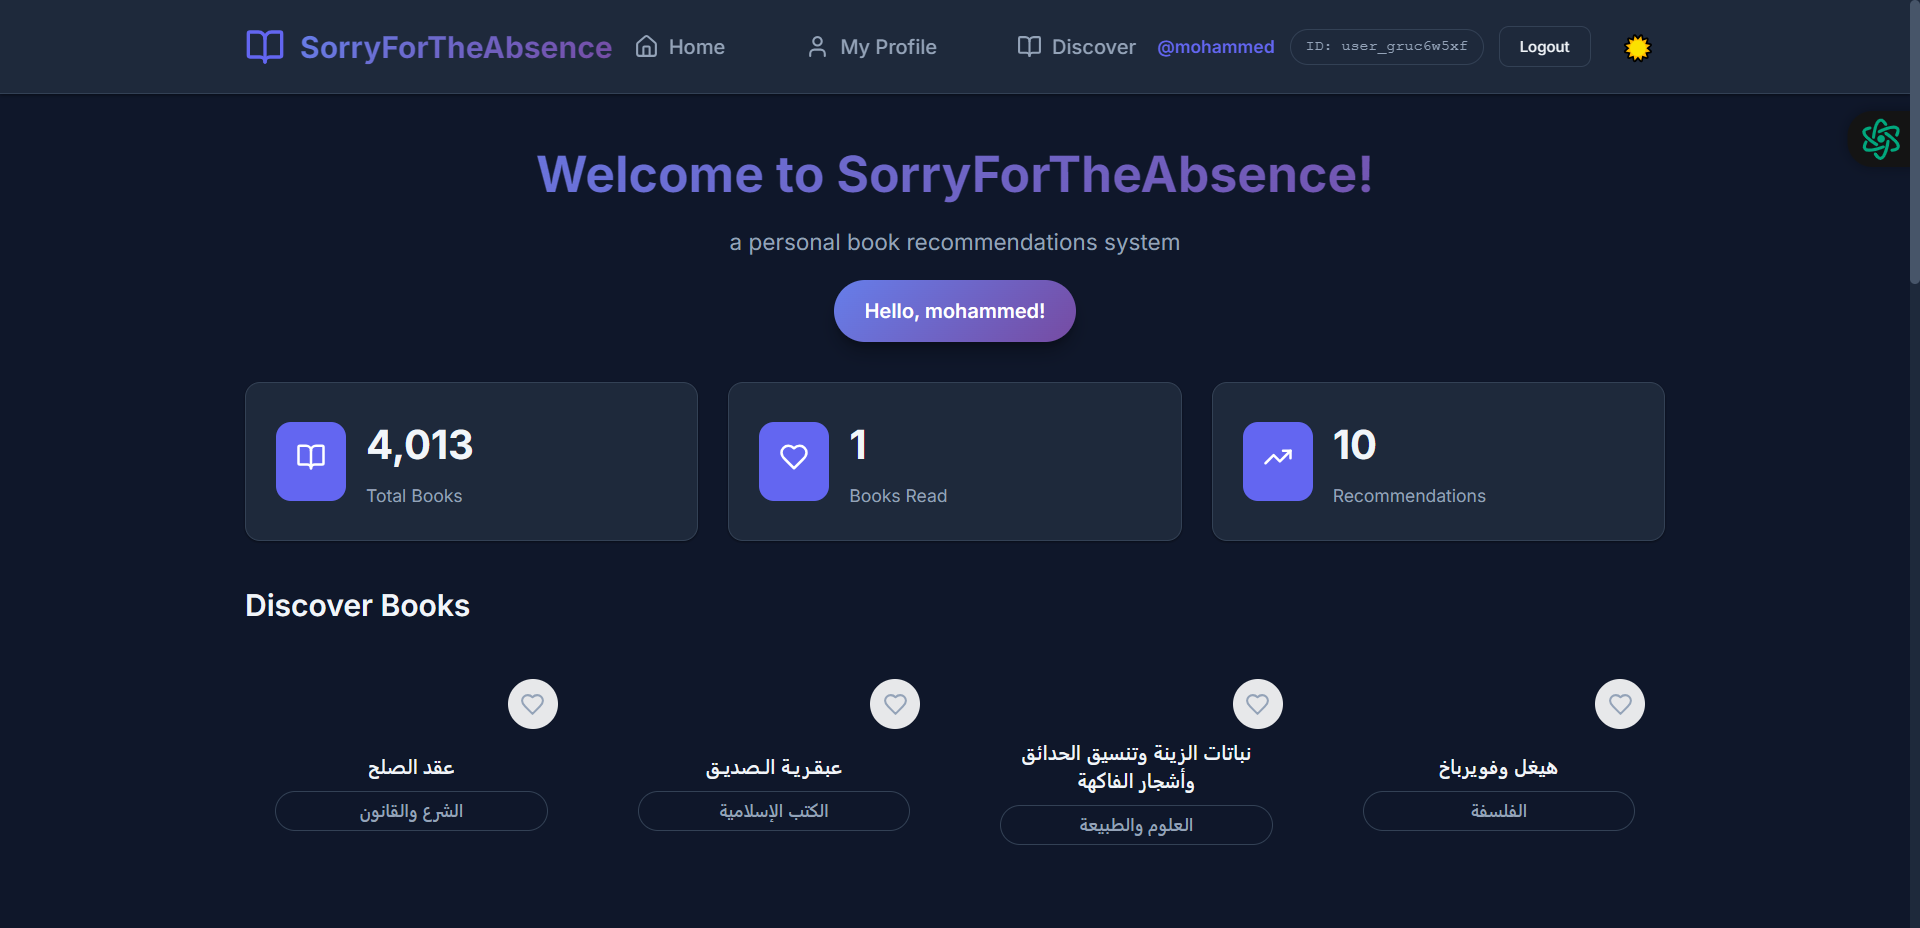 SorryForTheAbsence
Home
My Profile
Discover
@mohammed
ID: user_gruc6w5xf
Logout
Welcome to SorryForTheAbsence!
a personal book recommendations system
Hello, mohammed!
4,013
Total Books
1
Books Read
10
Recommendations
Discover Books
عقد الصلح
الشرع والقانون
عبقـريـة الـصديـق
الكتب الإسلامية
نباتات الزينة وتنسيق الحدائق
وأشجار الفاكهة
العلوم والطبيعة
هيغل وفويرباخ
الفلسفة